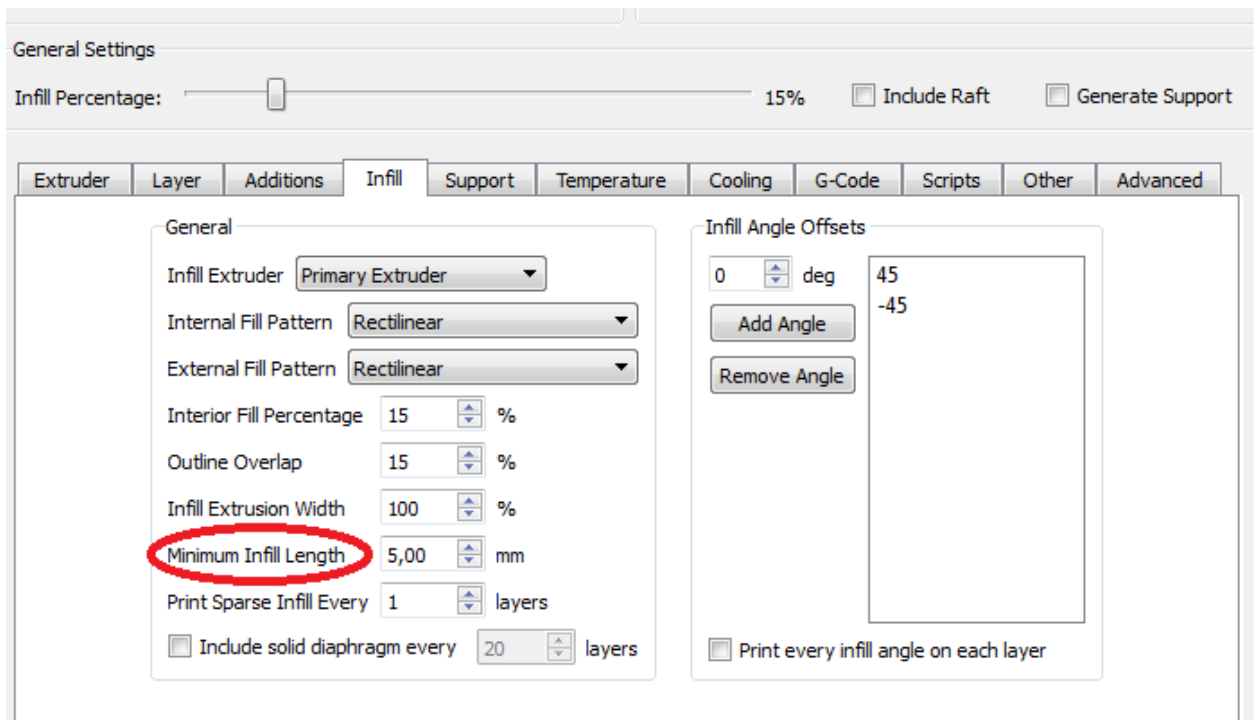 General Settings
Infill Percentage: 15% Include Raft Generate Support
Extruder Layer Additions Infill Support Temperature Cooling G-Code Scripts Other Advanced
General
Infill Extruder Primary Extruder
Internal Fill Pattern Rectilinear
External Fill Pattern Rectilinear
Interior Fill Percentage 15 %
Outline Overlap 15 %
Infill Extrusion Width 100 %
Minimum Infill Length 5,00 mm
Print Sparse Infill Every 1 layers
Include solid diaphragm every 20 layers
Infill Angle Offsets
0 deg
Add Angle
Remove Angle
45
-45
Print every infill angle on each layer